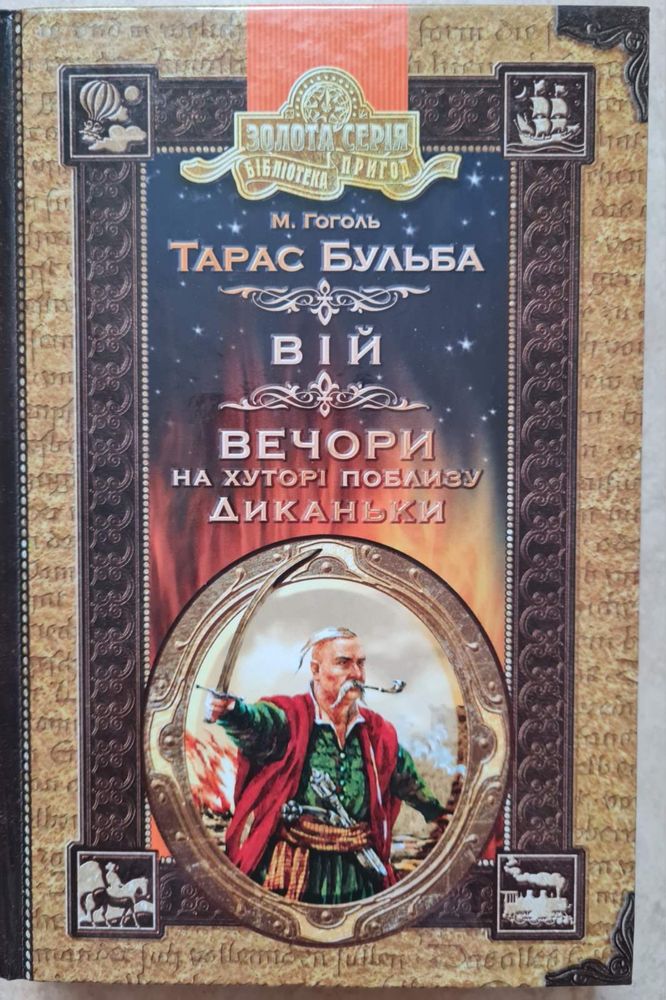 ЗОЛОТА СЕРІЯ
БІБЛІОТЕКА ПРИГОД
М. Гоголь
Тарас Бульба
ВІЙ
ВЕЧОРИ
НА ХУТОРІ ПОБЛИЗУ
ДИКАНЬКИ